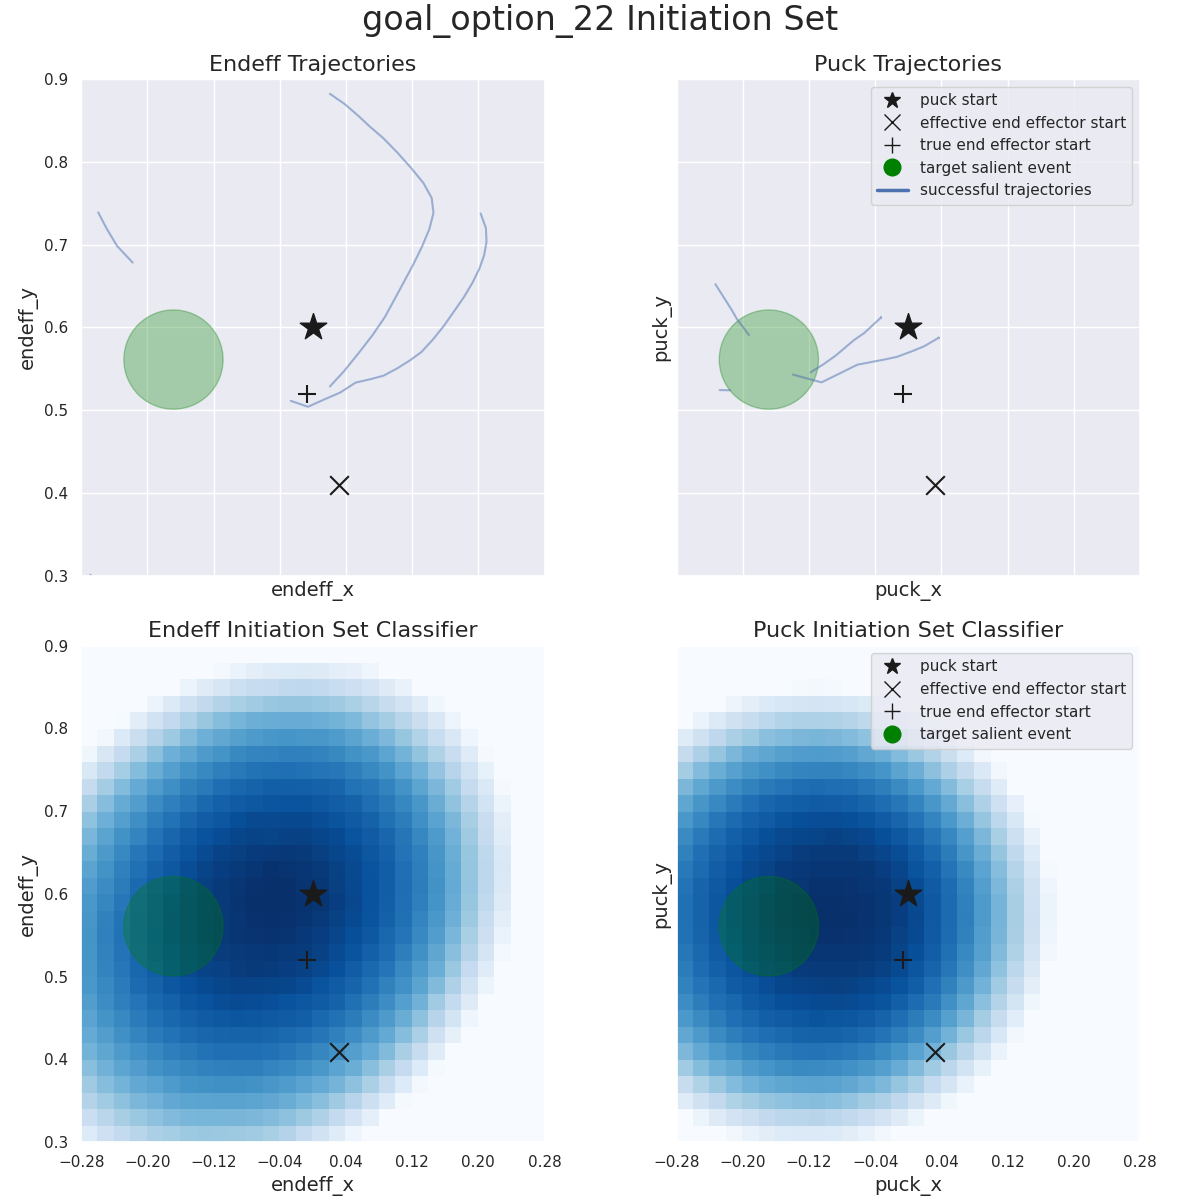 goal_option_22 Initiation Set
Endeff Trajectories
0.9
0.8
0.7
0.6
0.5
0.4
0.3
endeff_y
endeff_x
Puck Trajectories
puck start
effective end effector start
true end effector start
target salient event
successful trajectories
puck_y
puck_x
Endeff Initiation Set Classifier
0.9
0.8
0.7
0.6
0.5
0.4
0.3
endeff_y
−0.28 −0.20 −0.12 −0.04 0.04 0.12 0.20 0.28
endeff_x
Puck Initiation Set Classifier
puck start
effective end effector start
true end effector start
target salient event
puck_y
−0.28 −0.20 −0.12 −0.04 0.04 0.12 0.20 0.28
puck_x